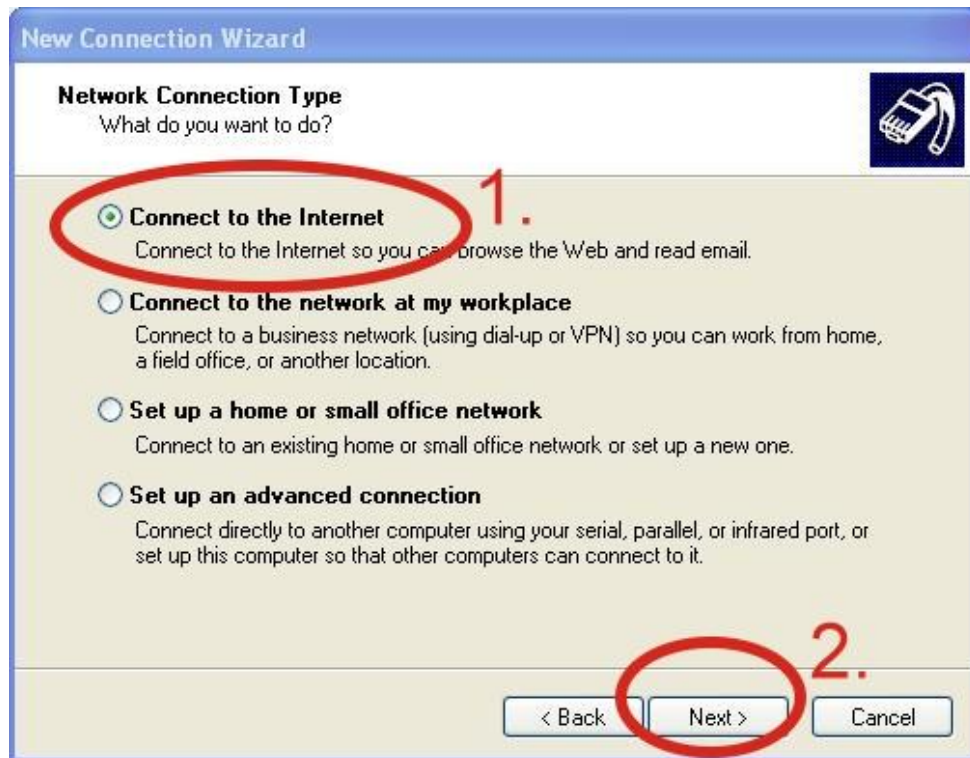 New Connection Wizard
Network Connection Type
What do you want to do?
1.
Connect to the Internet
Connect to the Internet so you can browse the Web and read email.
Connect to the network at my workplace
Connect to a business network (using dial-up or VPN) so you can work from home,
a field office, or another location.
Set up a home or small office network
Connect to an existing home or small office network or set up a new one.
Set up an advanced connection
Connect directly to another computer using your serial, parallel, or infrared port, or
set up this computer so that other computers can connect to it.
2.
< Back Next > Cancel